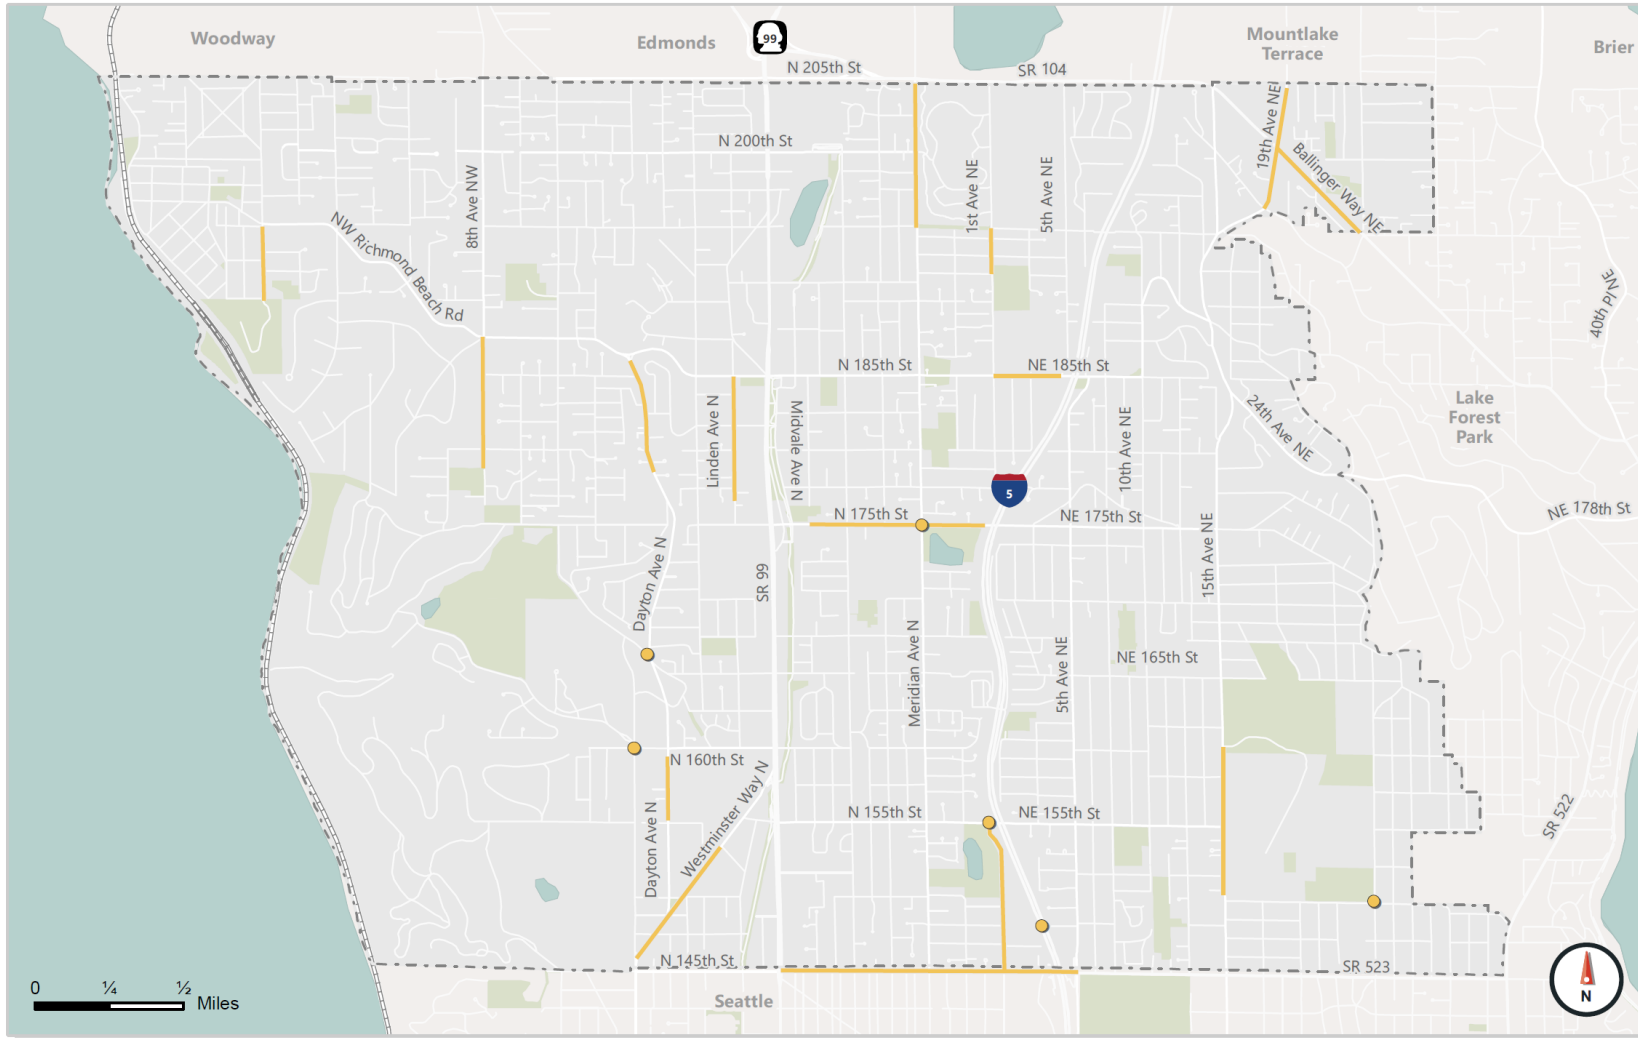 Woodway
Edmonds
99
Mountlake
Terrace
Brier
N 205th St
SR 104
N 200th St
8th Ave NW
1st Ave NE
5th Ave NE
19th Ave NE
Ballinger Way NE
NW Richmond Beach Rd
40th Pl NE
N 185th St
NE 185th St
Linden Ave N
Midvale Ave N
10th Ave NE
24th Ave NE
Lake
Forest
Park
5
N 175th St
NE 175th St
NE 178th St
Dayton Ave N
SR 99
15th Ave NE
Meridian Ave N
5th Ave NE
NE 165th St
N 160th St
Westminster Way N
Dayton Ave N
N 155th St
NE 155th St
SR 522
N 145th St
SR 523
0 ¼ ½
Miles
Seattle
N